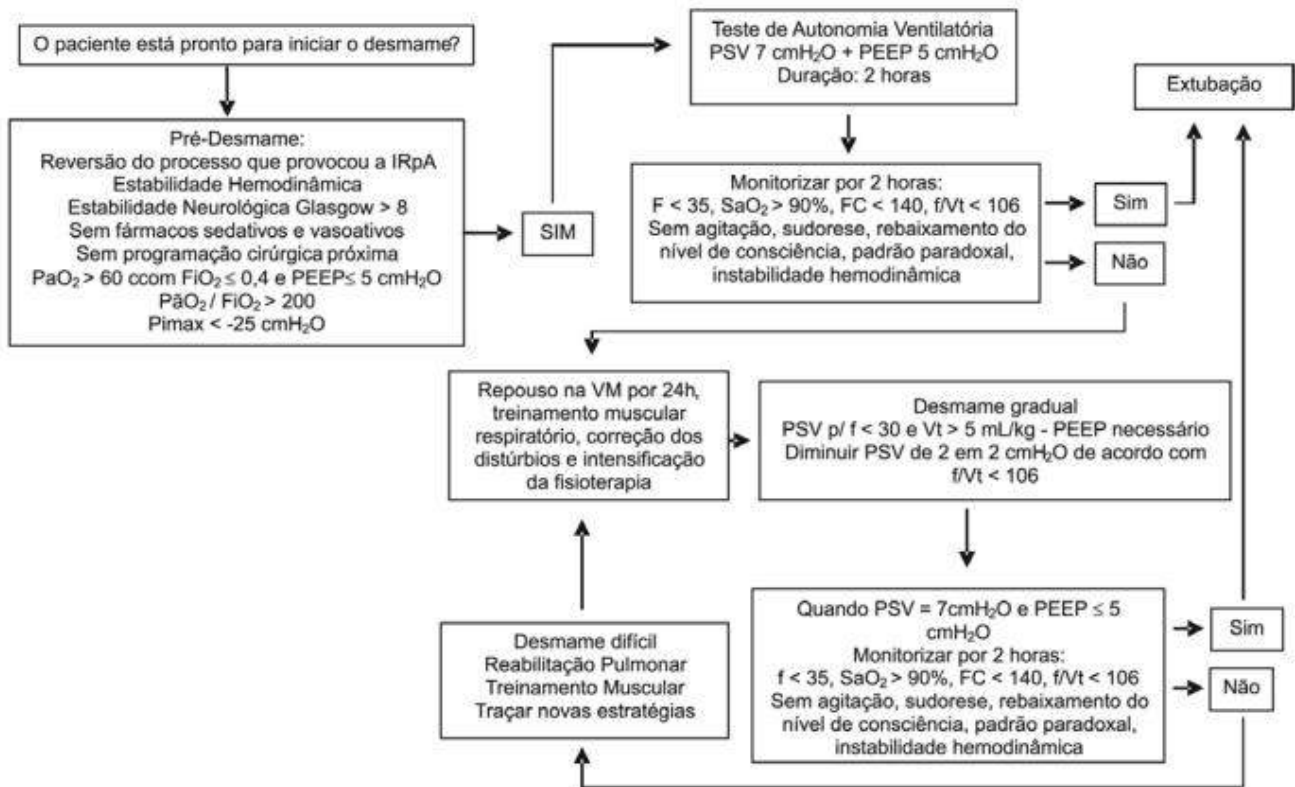 O paciente está pronto para iniciar o desmame?
Pré-Desmame:
Reversão do processo que provocou a IRpA
Estabilidade Hemodinâmica
Estabilidade Neurológica Glasgow > 8
Sem fármacos sedativos e vasoativos
Sem programação cirúrgica próxima
PaO₂ > 60 ccom FiO₂ ≤ 0,4 e PEEP≤ 5 cmH₂O
PãO₂ / FiO₂ > 200
Pimax < -25 cmH₂O
SIM
Teste de Autonomia Ventilatória
PSV 7 cmH₂O + PEEP 5 cmH₂O
Duração: 2 horas
Monitorizar por 2 horas:
F < 35, SaO₂ > 90%, FC < 140, f/Vt < 106
Sem agitação, sudorese, rebaixamento do
nível de consciência, padrão paradoxal,
instabilidade hemodinâmica
Sim
Não
Extubação
Repouso na VM por 24h,
treinamento muscular
respiratório, correção dos
distúrbios e intensificação
da fisioterapia
Desmame gradual
PSV p/ f < 30 e Vt > 5 mL/kg - PEEP necessário
Diminuir PSV de 2 em 2 cmH₂O de acordo com
f/Vt < 106
Quando PSV = 7cmH₂O e PEEP ≤ 5
cmH₂O
Monitorizar por 2 horas:
f < 35, SaO₂ > 90%, FC < 140, f/Vt < 106
Sem agitação, sudorese, rebaixamento do
nível de consciência, padrão paradoxal,
instabilidade hemodinâmica
Sim
Não
Desmame difícil
Reabilitação Pulmonar
Treinamento Muscular
Traçar novas estratégias